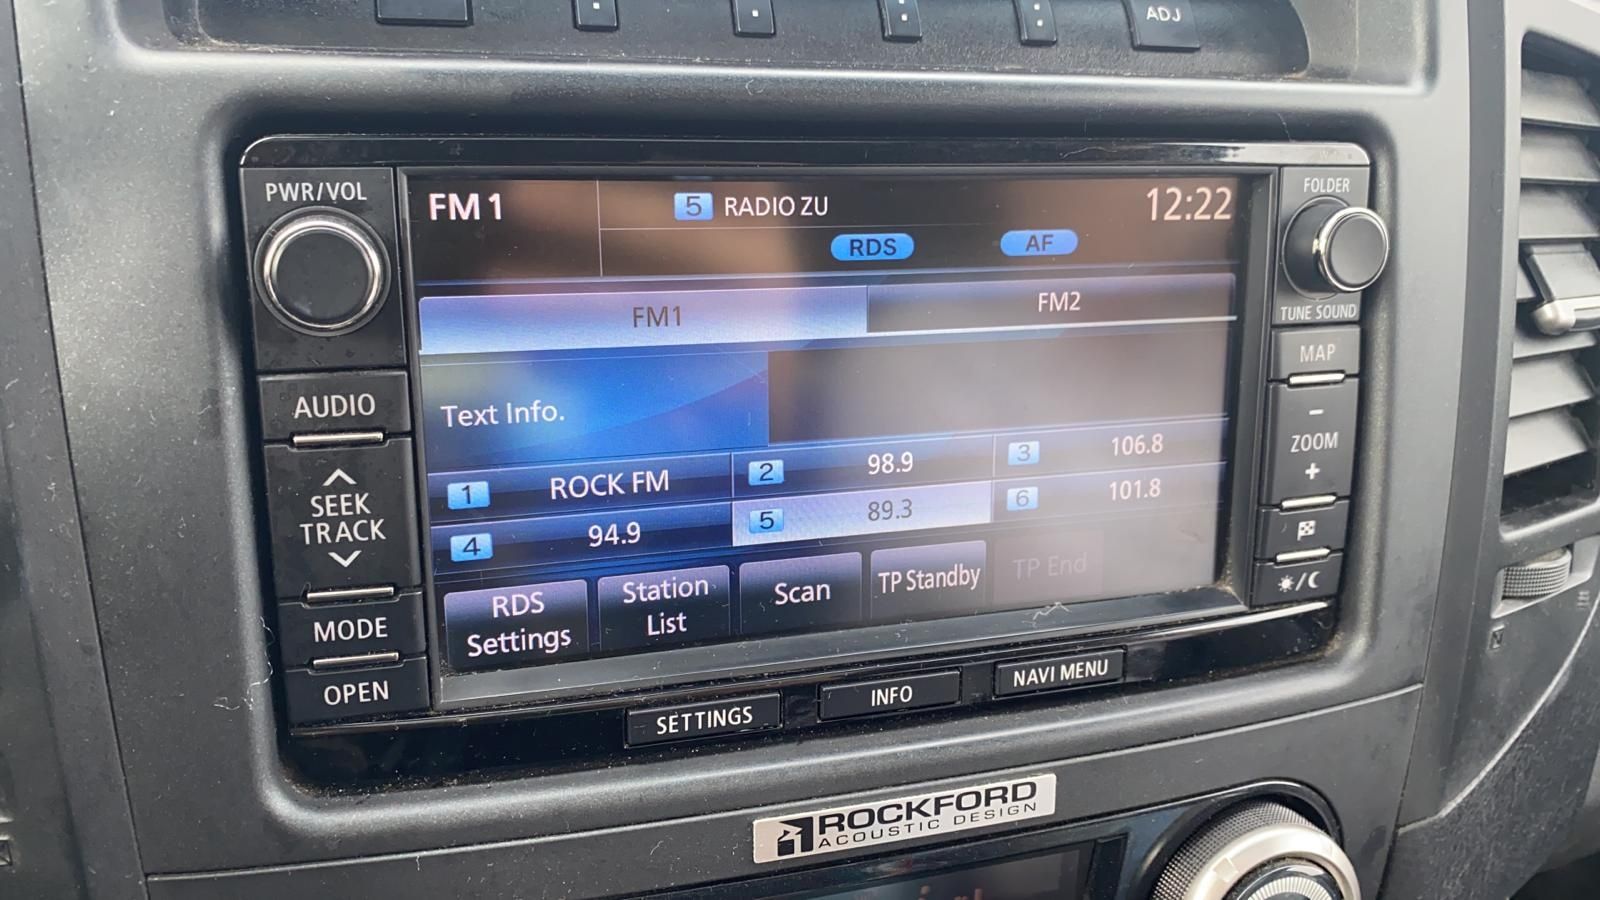 ADJ
PWR/VOL
FM 1
5 RADIO ZU
12:22
FOLDER
RDS
AF
FM1
FM2
TUNE SOUND
MAP
AUDIO
Text Info.
−
ZOOM
+
SEEK
TRACK
1 ROCK FM
2 98.9
3 106.8
4 94.9
5 89.3
6 101.8
RDS
Settings
Station
List
Scan
TP Standby
TP End
MODE
OPEN
SETTINGS
INFO
NAVI MENU
ROCKFORD
ACOUSTIC DESIGN